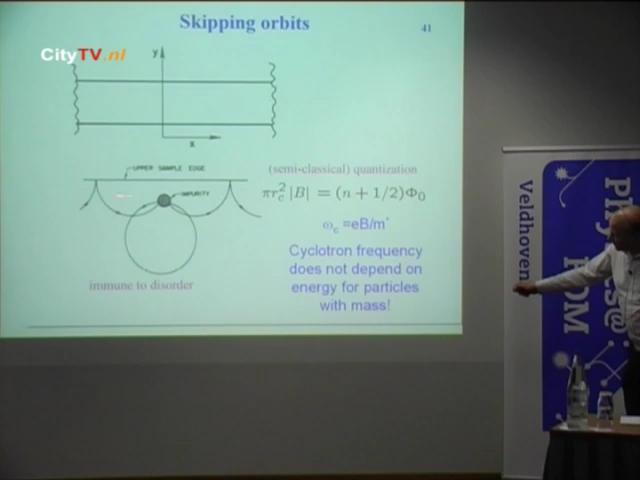 Skipping orbits
41
CityTV.nl
y
x
UPPER SAMPLE EDGE
IMPURITY
(semi-classical) quantization
πr_c^2|B| = (n + 1/2)Φ_0
ω_c =eB/m*
Cyclotron frequency
does not depend on
energy for particles
with mass!
immune to disorder
Veldhoven
FOM